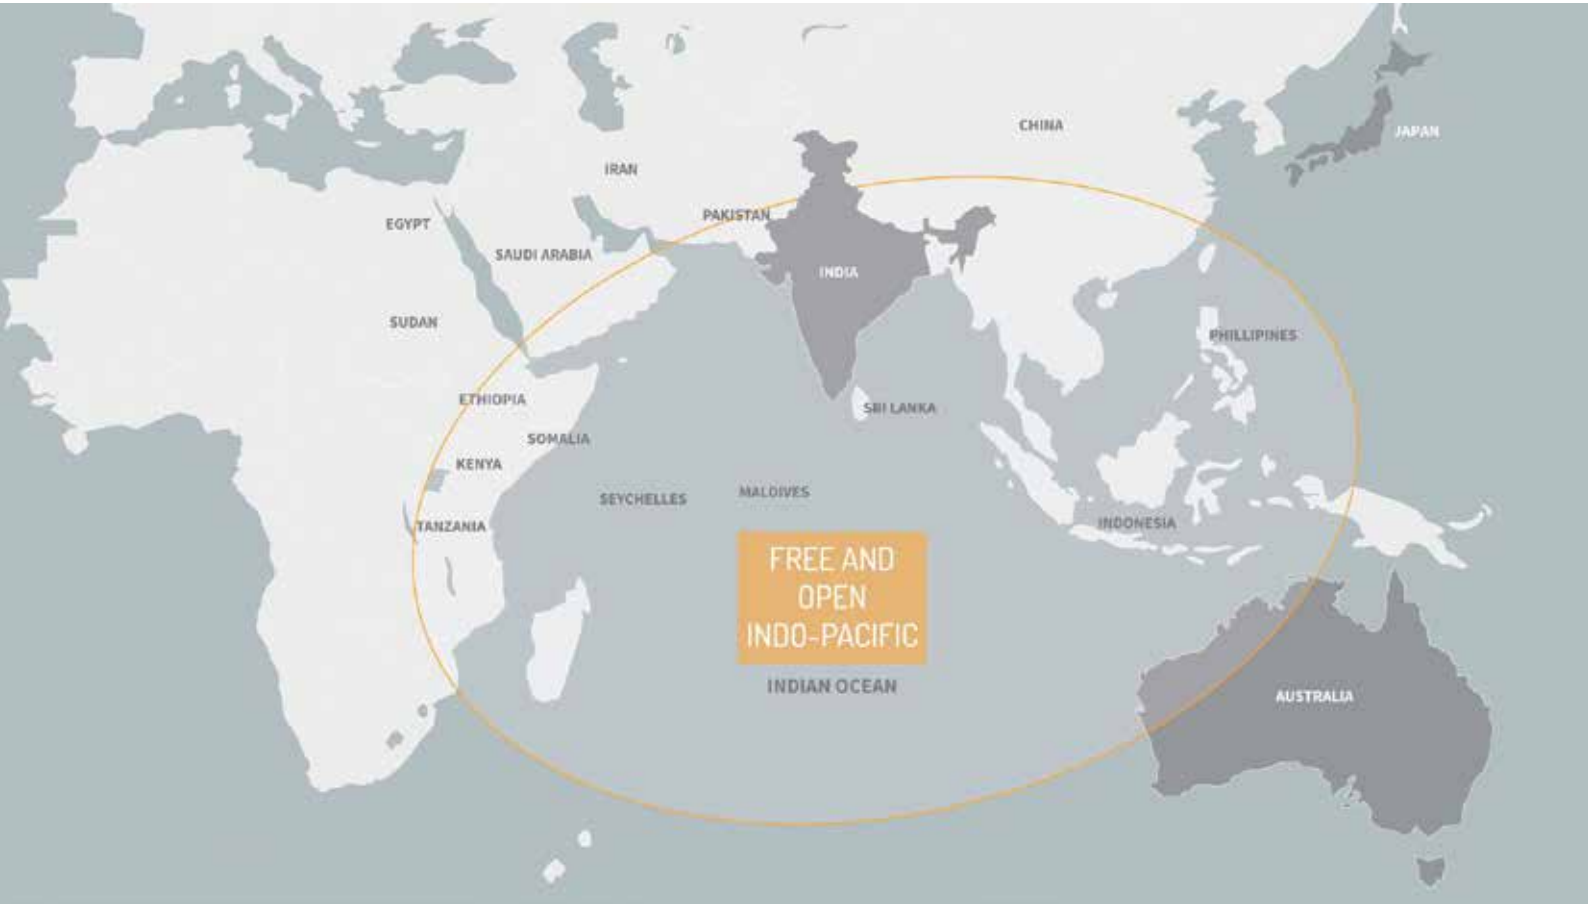 CHINA
JAPAN
IRAN
PAKISTAN
EGYPT
SAUDI ARABIA
INDIA
SUDAN
PHILLIPINES
ETHIOPIA
SRI LANKA
SOMALIA
KENYA
SEYCHELLES
MALDIVES
TANZANIA
INDONESIA
FREE AND
OPEN
INDO-PACIFIC
INDIAN OCEAN
AUSTRALIA